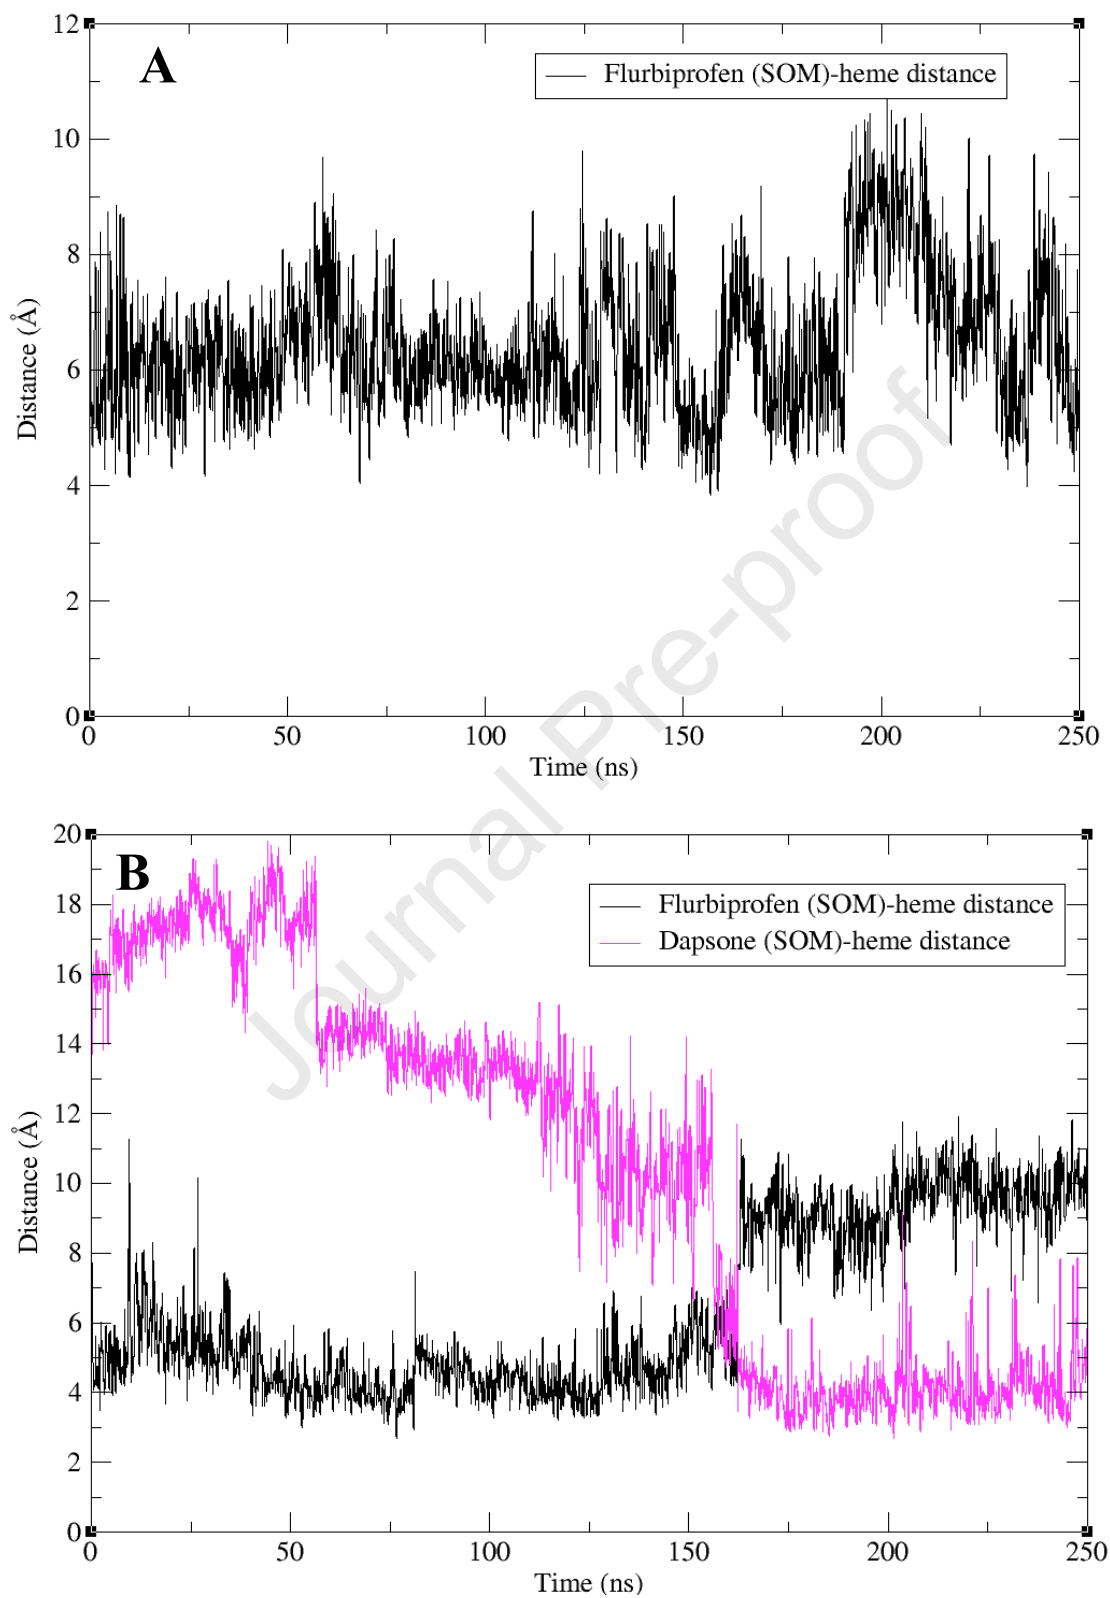 A
Flurbiprofen (SOM)-heme distance
12
10
8
6
4
2
0
Distance (Å)
0 50 100 150 200 250
Time (ns)
Journal Pre-proof
B
Flurbiprofen (SOM)-heme distance
Dapsone (SOM)-heme distance
20
18
16
14
12
10
8
6
4
2
0
Distance (Å)
0 50 100 150 200 250
Time (ns)